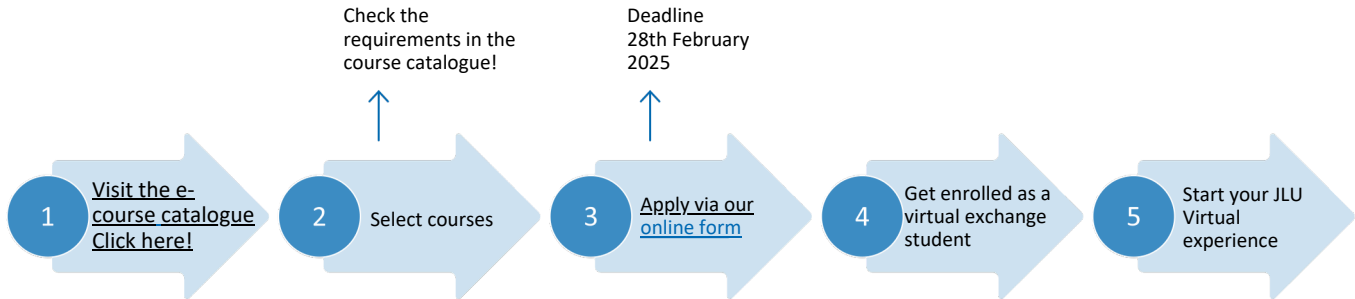 Check the
requirements in the
course catalogue!
Deadline
28th February
2025
1
Visit the e-
course catalogue
Click here!
2
Select courses
3
Apply via our
online form
4
Get enrolled as a
virtual exchange
student
5
Start your JLU
Virtual
experience